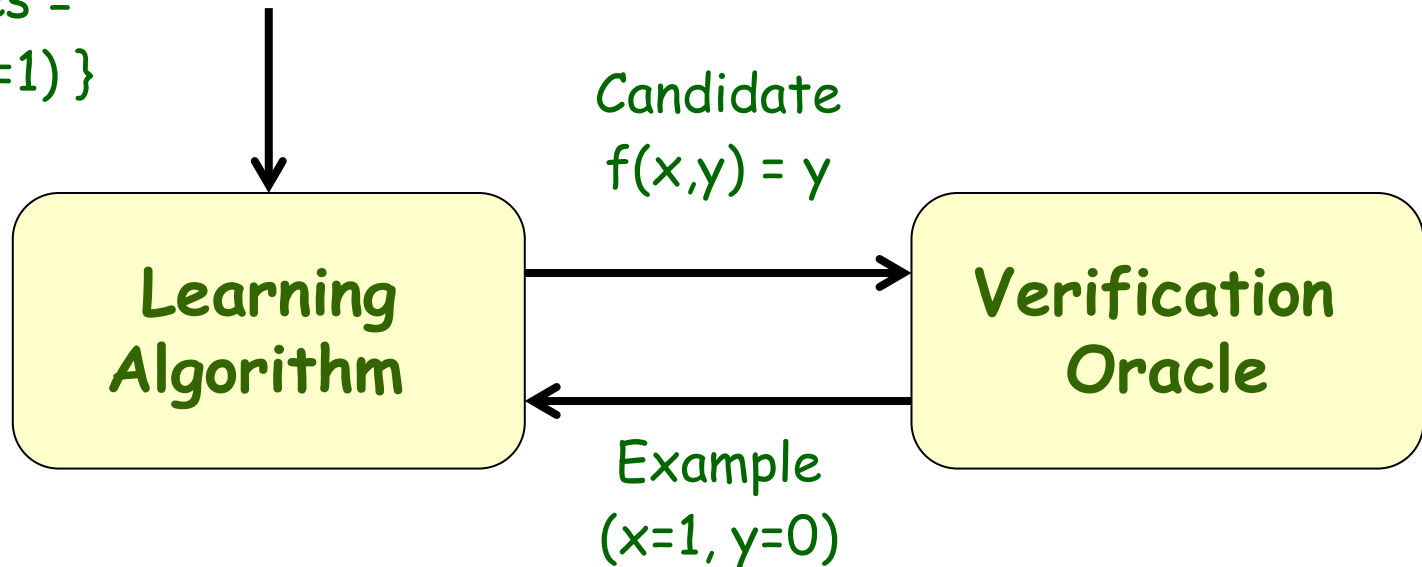 =1) }
Candidate
f(x,y) = y
Learning
Algorithm
Verification
Oracle
Example
(x=1, y=0)